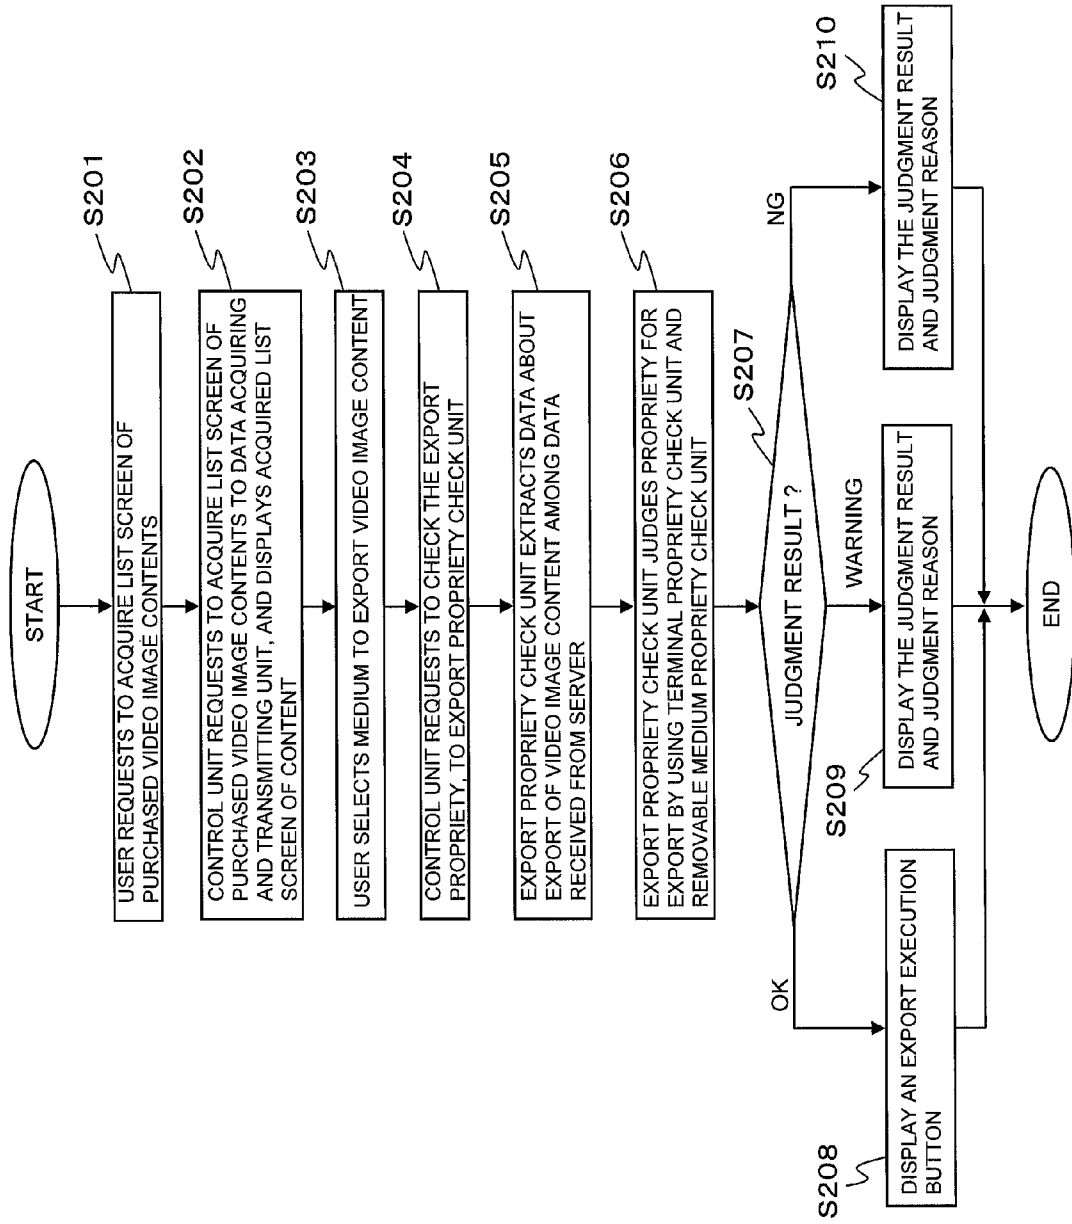 START
S201
USER REQUESTS TO ACQUIRE LIST SCREEN OF
PURCHASED VIDEO IMAGE CONTENTS
S202
CONTROL UNIT REQUESTS TO ACQUIRE LIST SCREEN OF
PURCHASED VIDEO IMAGE CONTENTS TO DATA ACQUIRING
AND TRANSMITTING UNIT, AND DISPLAYS ACQUIRED LIST
SCREEN OF CONTENT
S203
USER SELECTS MEDIUM TO EXPORT VIDEO IMAGE CONTENT
S204
CONTROL UNIT REQUESTS TO CHECK THE EXPORT
PROPRIETY, TO EXPORT PROPRIETY CHECK UNIT
S205
EXPORT PROPRIETY CHECK UNIT EXTRACTS DATA ABOUT
EXPORT OF VIDEO IMAGE CONTENT AMONG DATA
RECEIVED FROM SERVER
S206
EXPORT PROPRIETY CHECK UNIT JUDGES PROPRIETY FOR
EXPORT BY USING TERMINAL PROPRIETY CHECK UNIT AND
REMOVABLE MEDIUM PROPRIETY CHECK UNIT
S207
JUDGMENT RESULT ?
OK
WARNING
NG
S208
DISPLAY AN EXPORT EXECUTION
BUTTON
S209
DISPLAY THE JUDGMENT RESULT
AND JUDGMENT REASON
S210
DISPLAY THE JUDGMENT RESULT
AND JUDGMENT REASON
END